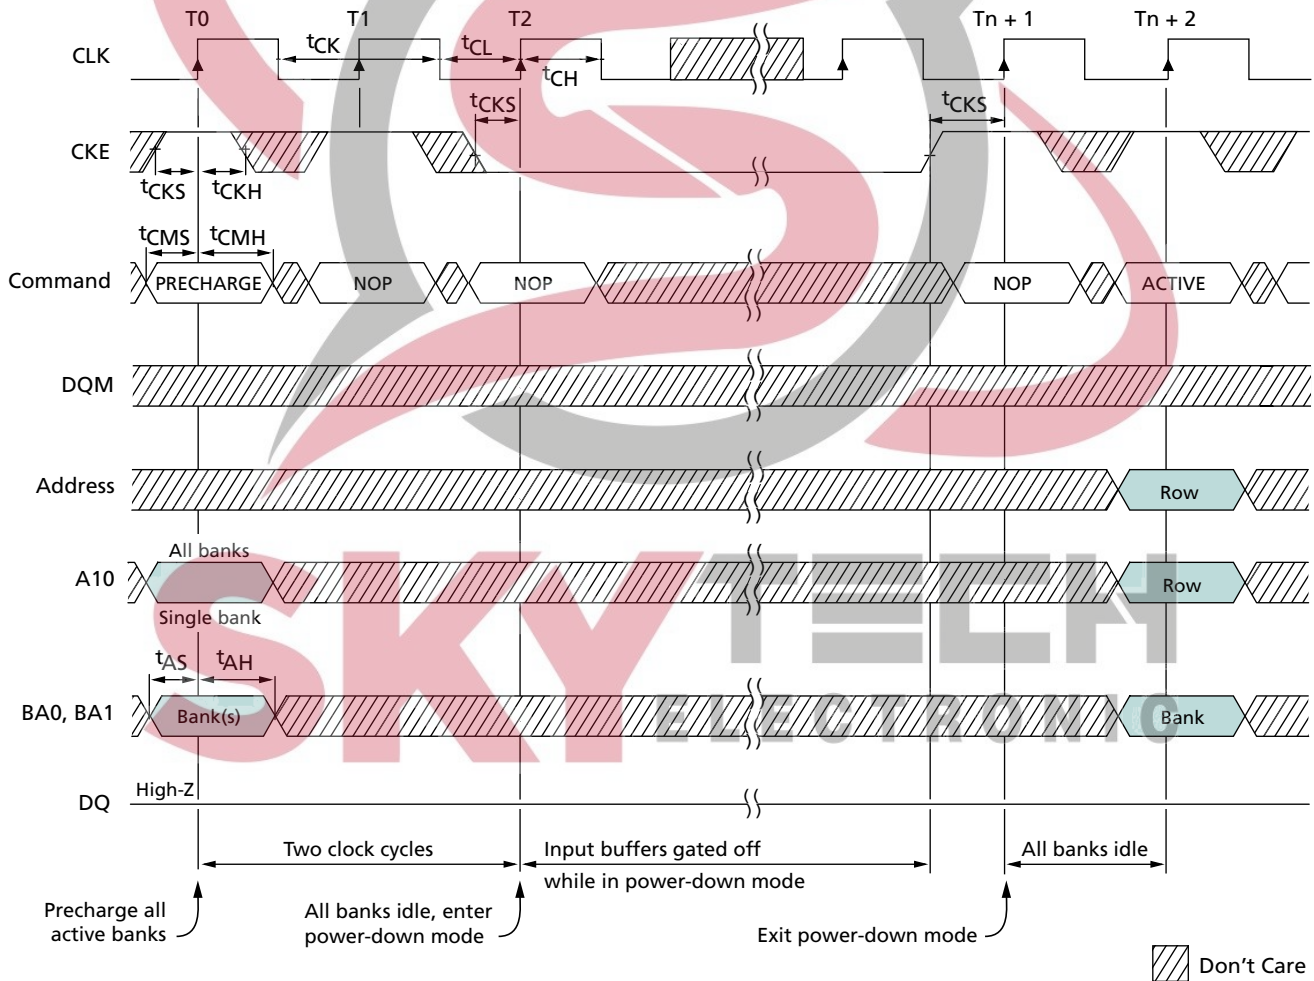 T0 T1 T2 Tn + 1 Tn + 2
CLK tCK tCL tCH
tCKS tCKS
CKE
tCKS tCKH
tCMS tCMH
Command PRECHARGE NOP NOP NOP ACTIVE
DQM
Address Row
All banks
A10 Row
Single bank
SKYTECH
tAS tAH
BA0, BA1 Bank(s) Bank
ELECTRONIC
High-Z
DQ
Two clock cycles
Input buffers gated off
while in power-down mode
All banks idle
Precharge all
active banks
All banks idle, enter
power-down mode
Exit power-down mode
Don't Care